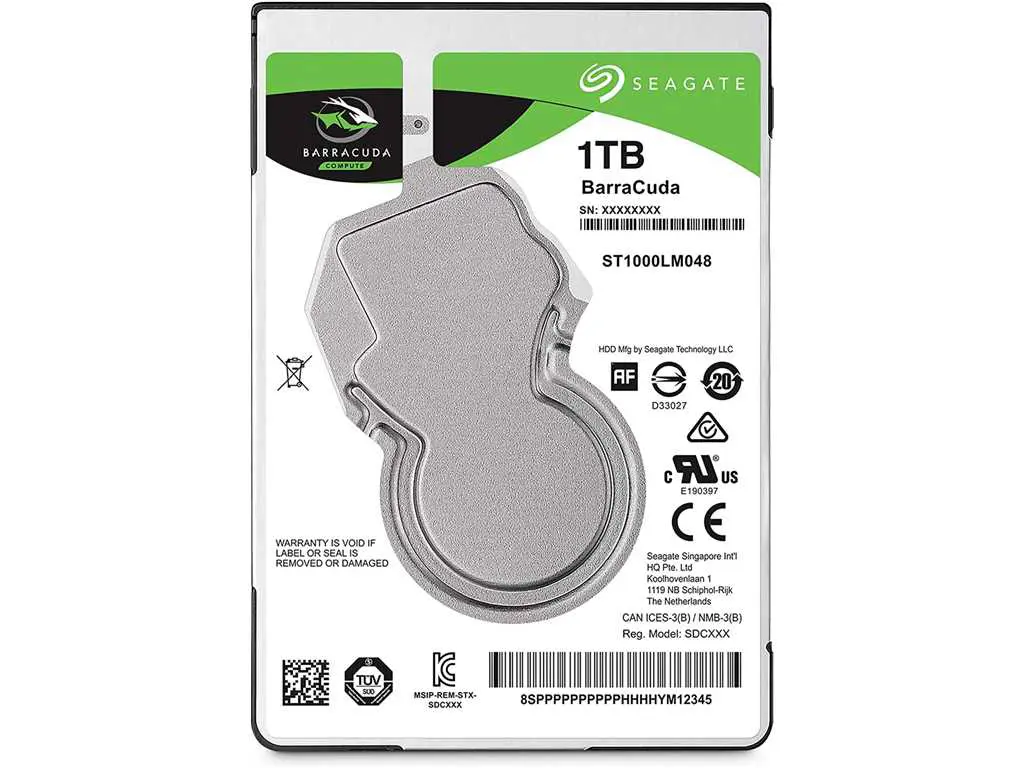 BARRACUDA
COMPUTE
SEAGATE
1TB
BarraCuda
SN: XXXXXXXX
ST1000LM048
HDD Mfg by Seagate Technology LLC
AF
D33027
20
C UR US
E190397
CE
WARRANTY IS VOID IF
LABEL OR SEAL IS
REMOVED OR DAMAGED
Seagate Singapore Int'l
HQ Pte. Ltd
Koolhovenlaan 1
1119 NB Schiphol-Rijk
The Netherlands
CAN ICES-3(B) / NMB-3(B)
Reg. Model: SDCXXX
TÜV
SÜD
MSIP-REM-STX-
SDCXXX
8SPPPPPPPPPPHHHHYM12345